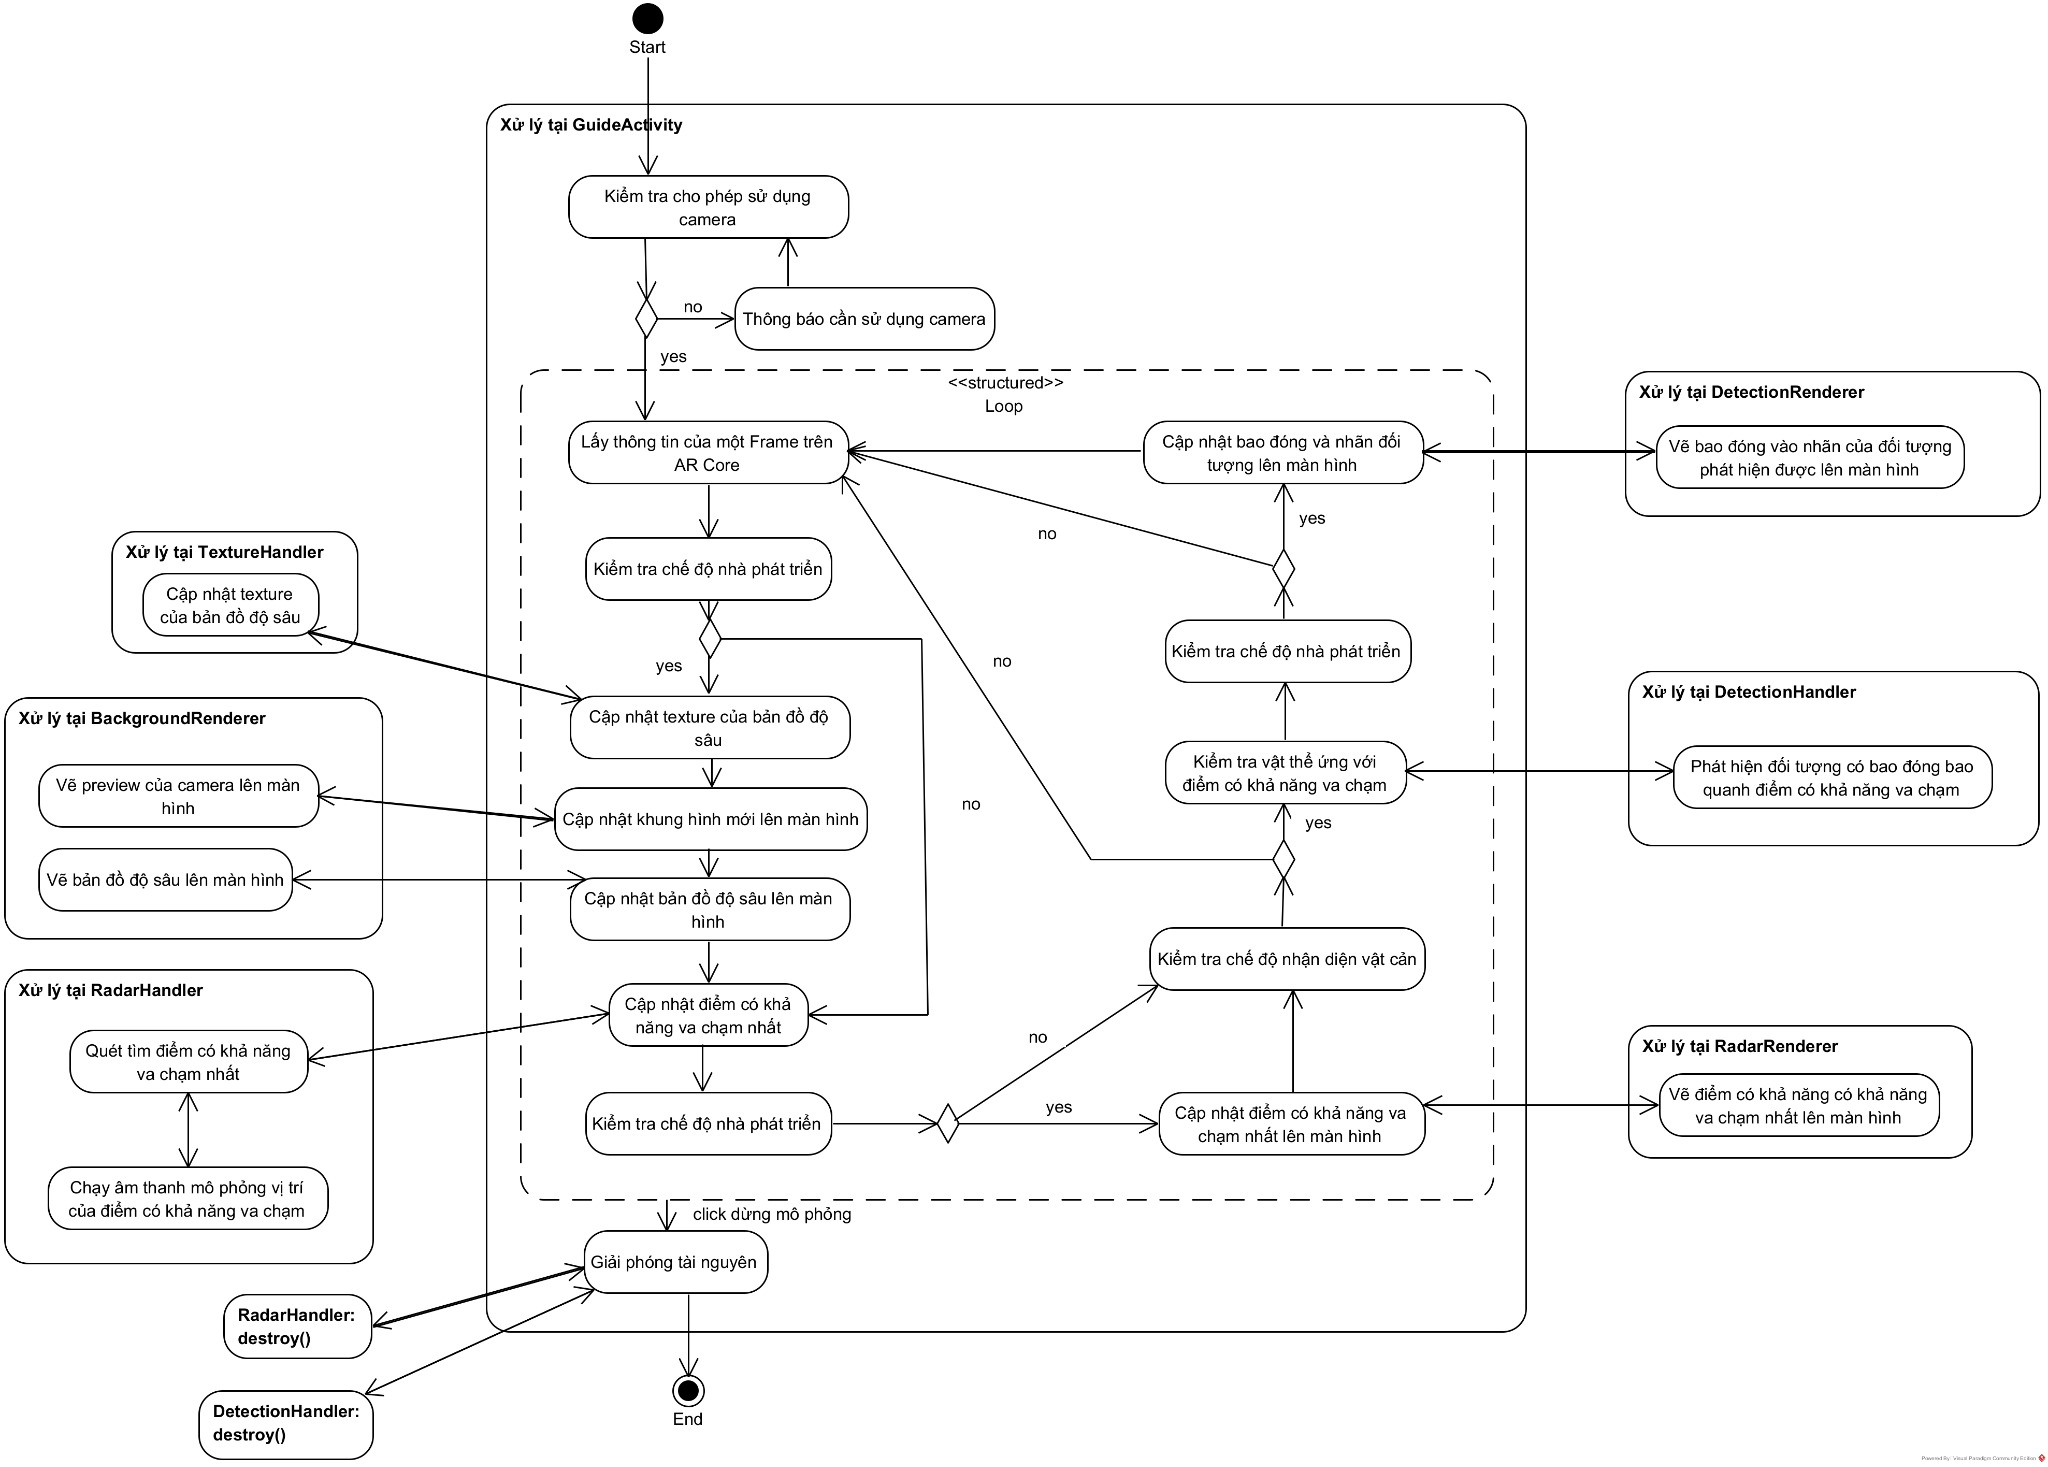 Start
Xử lý tại GuideActivity
Kiểm tra cho phép sử dụng
camera
no
Thông báo cần sử dụng camera
yes
<<structured>>
Loop
Lấy thông tin của một Frame trên
AR Core
Cập nhật bao đóng và nhãn đối
tượng lên màn hình
Xử lý tại DetectionRenderer
Vẽ bao đóng vào nhãn của đối tượng
phát hiện được lên màn hình
yes
no
Xử lý tại TextureHandler
Cập nhật texture
của bản đồ độ sâu
Kiểm tra chế độ nhà phát triển
yes
no
Kiểm tra chế độ nhà phát triển
Xử lý tại BackgroundRenderer
Vẽ preview của camera lên màn
hình
Vẽ bản đồ độ sâu lên màn hình
Cập nhật texture của bản đồ độ
sâu
Cập nhật khung hình mới lên màn hình
Cập nhật bản đồ độ sâu lên màn
hình
no
Kiểm tra vật thể ứng với
điểm có khả năng va chạm
yes
Xử lý tại DetectionHandler
Phát hiện đối tượng có bao đóng bao
quanh điểm có khả năng va chạm
Kiểm tra chế độ nhận diện vật cản
Xử lý tại RadarHandler
Quét tìm điểm có khả năng
va chạm nhất
Chạy âm thanh mô phỏng vị trí
của điểm có khả năng va chạm
Cập nhật điểm có khả
năng va chạm nhất
no
Kiểm tra chế độ nhà phát triển
yes
Cập nhật điểm có khả năng va
chạm nhất lên màn hình
Xử lý tại RadarRenderer
Vẽ điểm có khả năng có khả năng
va chạm nhất lên màn hình
click dừng mô phỏng
Giải phóng tài nguyên
RadarHandler:
destroy()
DetectionHandler:
destroy()
End
Powered By: Visual Paradigm Community Edition